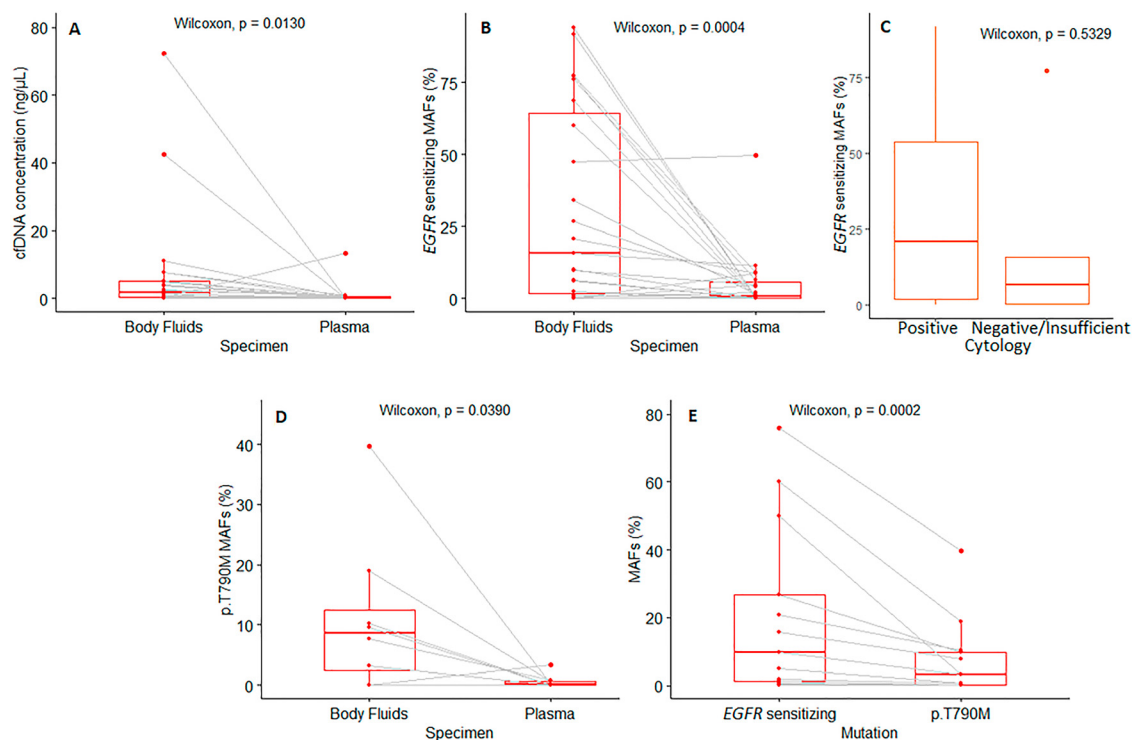 A
Wilcoxon, p = 0.0130
cfDNA concentration (ng/µL)
80
60
40
20
0
Body Fluids Plasma
Specimen
B
Wilcoxon, p = 0.0004
EGFR sensitizing MAFs (%)
75
50
25
0
Body Fluids Plasma
Specimen
C
Wilcoxon, p = 0.5329
EGFR sensitizing MAFs (%)
75
50
25
0
Positive Negative/Insufficient
Cytology
D
Wilcoxon, p = 0.0390
p.T790M MAFs (%)
40
30
20
10
0
Body Fluids Plasma
Specimen
E
Wilcoxon, p = 0.0002
MAFs (%)
80
60
40
20
0
EGFR sensitizing p.T790M
Mutation